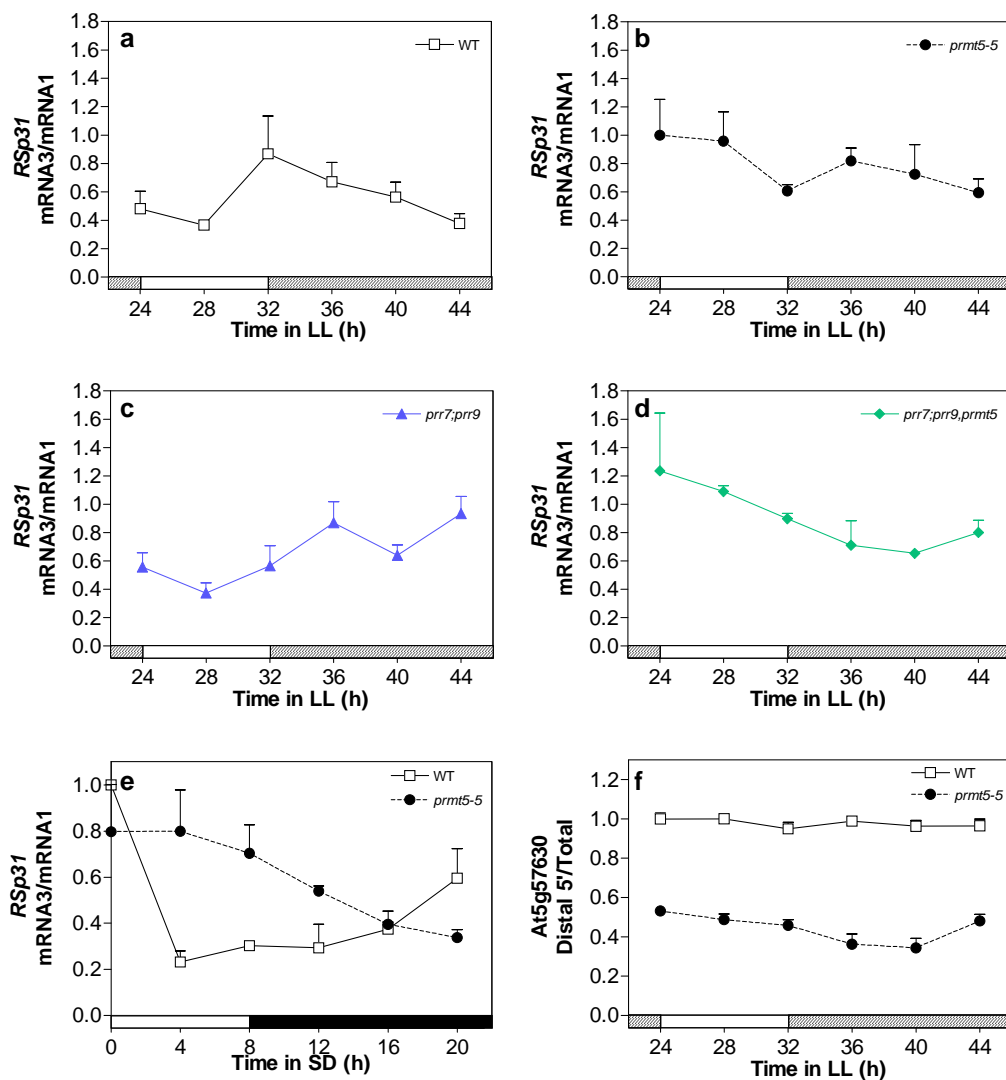 a
WT
1.8
1.6
1.4
1.2
1.0
0.8
0.6
0.4
0.2
0.0
RSp31
mRNA3/mRNA1
24 28 32 36 40 44
Time in LL (h)
b
prmt5-5
1.8
1.6
1.4
1.2
1.0
0.8
0.6
0.4
0.2
0.0
RSp31
mRNA3/mRNA1
24 28 32 36 40 44
Time in LL (h)
c
prr7;prr9
1.8
1.6
1.4
1.2
1.0
0.8
0.6
0.4
0.2
0.0
RSp31
mRNA3/mRNA1
24 28 32 36 40 44
Time in LL (h)
d
prr7;prr9,prmt5
1.8
1.6
1.4
1.2
1.0
0.8
0.6
0.4
0.2
0.0
RSp31
mRNA3/mRNA1
24 28 32 36 40 44
Time in LL (h)
e
WT
prmt5-5
1.0
0.8
0.6
0.4
0.2
0.0
RSp31
mRNA3/mRNA1
0 4 8 12 16 20
Time in SD (h)
f
WT
prmt5-5
1.2
1.0
0.8
0.6
0.4
0.2
0.0
At5g57630
Distal 5'/Total
24 28 32 36 40 44
Time in LL (h)